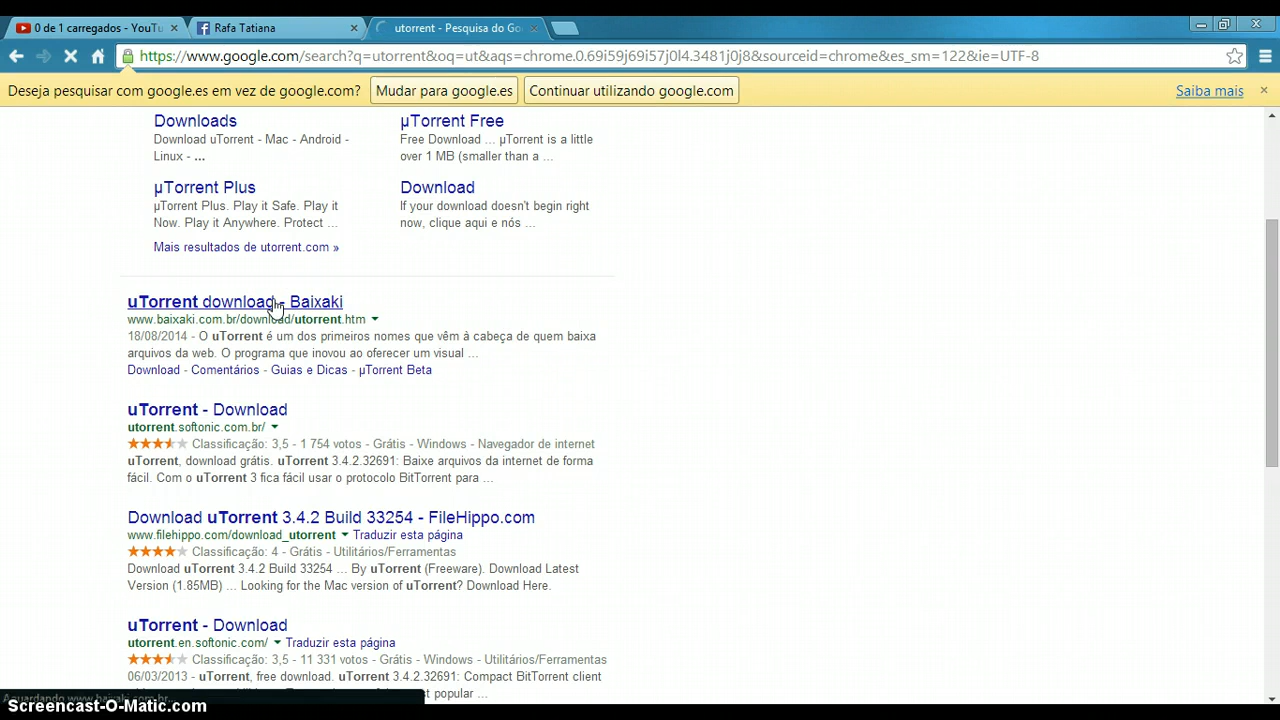 0 de 1 carregados - YouTu
Rafa Tatiana
utorrent - Pesquisa do Go
https://www.google.com/search?q=utorrent&oq=ut&aqs=chrome.0.69i59j69i57j0l4.3481j0j8&sourceid=chrome&es_sm=122&ie=UTF-8
Deseja pesquisar com google.es em vez de google.com? Mudar para google.es Continuar utilizando google.com Saiba mais
Downloads
Download uTorrent - Mac - Android -
Linux - ...
µTorrent Free
Free Download ... µTorrent is a little
over 1 MB (smaller than a ...
µTorrent Plus
µTorrent Plus. Play it Safe. Play it
Now. Play it Anywhere. Protect ...
Download
If your download doesn't begin right
now, clique aqui e nós ...
Mais resultados de utorrent.com »
uTorrent download - Baixaki
www.baixaki.com.br/download/utorrent.htm
18/08/2014 - O uTorrent é um dos primeiros nomes que vêm à cabeça de quem baixa
arquivos da web. O programa que inovou ao oferecer um visual ...
Download - Comentários - Guias e Dicas - µTorrent Beta
uTorrent - Download
utorrent.softonic.com.br/
Classificação: 3,5 - 1 754 votos - Grátis - Windows - Navegador de internet
uTorrent, download grátis. uTorrent 3.4.2.32691: Baixe arquivos da internet de forma
fácil. Com o uTorrent 3 fica fácil usar o protocolo BitTorrent para ...
Download uTorrent 3.4.2 Build 33254 - FileHippo.com
www.filehippo.com/download_utorrent Traduzir esta página
Classificação: 4 - Grátis - Utilitários/Ferramentas
Download uTorrent 3.4.2 Build 33254 ... By uTorrent (Freeware). Download Latest
Version (1.85MB) ... Looking for the Mac version of uTorrent? Download Here.
uTorrent - Download
utorrent.en.softonic.com/ Traduzir esta página
Classificação: 3,5 - 11 331 votos - Grátis - Windows - Utilitários/Ferramentas
06/03/2013 - uTorrent, free download. uTorrent 3.4.2.32691: Compact BitTorrent client
st popular ...
Aguardando www.baixaki.com.br
Screencast-O-Matic.com